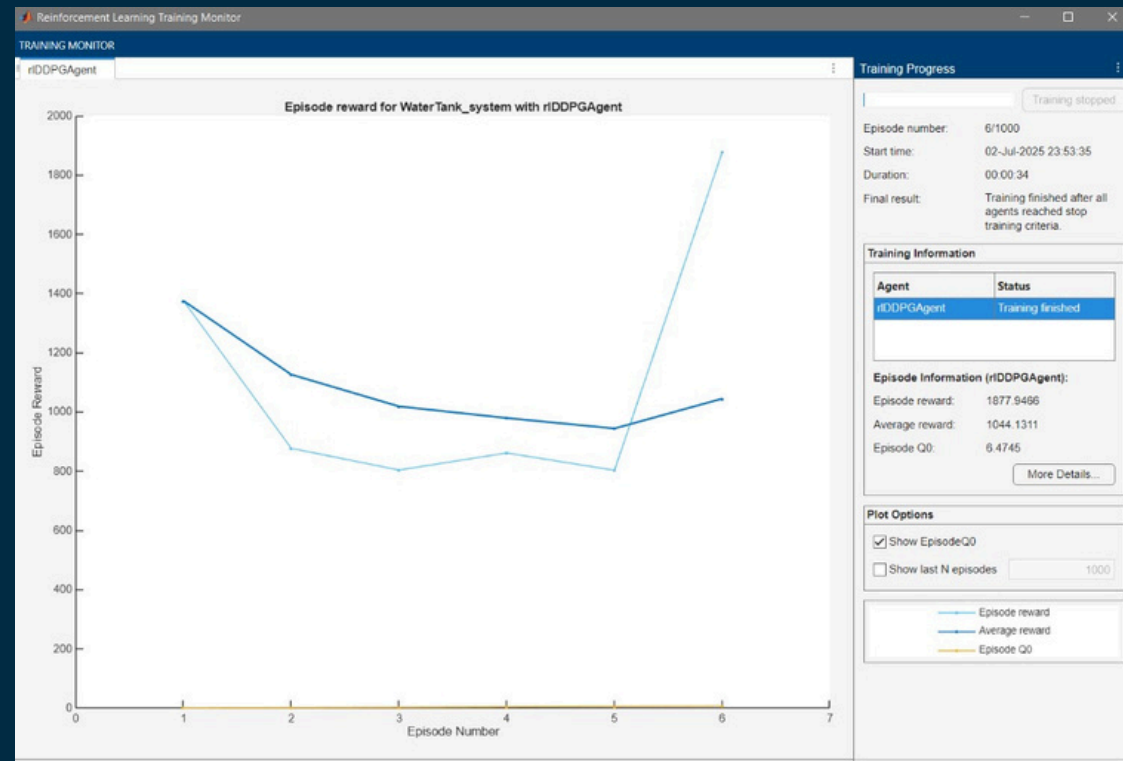 Reinforcement Learning Training Monitor
TRAINING MONITOR
rlDDPGAgent
Episode reward for WaterTank_system with rlDDPGAgent
2000
1800
1600
1400
1200
1000
800
600
400
200
0
Episode Reward
0 1 2 3 4 5 6 7
Episode Number
Training Progress
Training stopped
Episode number: 6/1000
Start time: 02-Jul-2025 23:53:35
Duration: 00:00:34
Final result: Training finished after all
agents reached stop
training criteria.
Training Information
Agent Status
rlDDPGAgent Training finished
Episode Information (rlDDPGAgent):
Episode reward: 1877.9466
Average reward: 1044.1311
Episode Q0: 6.4745
More Details...
Plot Options
Show EpisodeQ0
Show last N episodes 1000
Episode reward
Average reward
Episode Q0